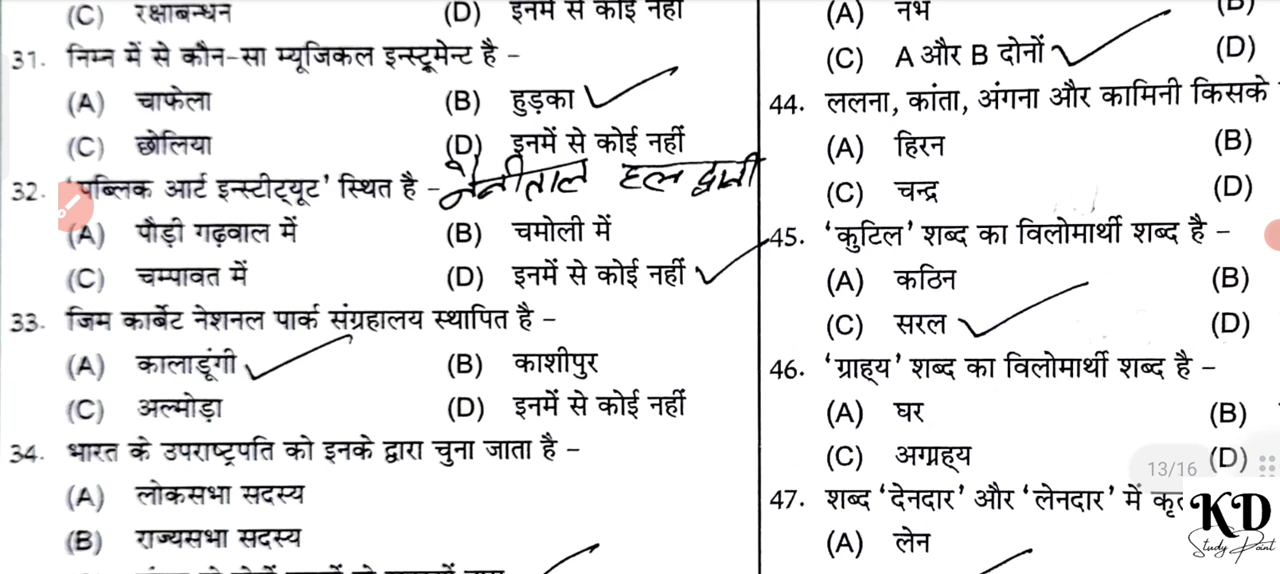 (C) रक्षाबन्धन (D) इनमें से कोई नहीं
31. निम्न में से कौन-सा म्यूजिकल इन्स्ट्रूमेन्ट है –
(A) चाफेला (B) हुड़का
(C) छोलिया (D) इनमें से कोई नहीं
नैनीताल हल्द्वानी
32. 'पब्लिक आर्ट इन्स्टीट्यूट' स्थित है –
(A) पौड़ी गढ़वाल में (B) चमोली में
(C) चम्पावत में (D) इनमें से कोई नहीं
33. जिम कार्बेट नेशनल पार्क संग्रहालय स्थापित है –
(A) कालाडूंगी (B) काशीपुर
(C) अल्मोड़ा (D) इनमें से कोई नहीं
34. भारत के उपराष्ट्रपति को इनके द्वारा चुना जाता है –
(A) लोकसभा सदस्य
(B) राज्यसभा सदस्य
(A) नभ (B)
(C) A और B दोनों (D)
44. ललना, कांता, अंगना और कामिनी किसके
(A) हिरन (B)
(C) चन्द्र (D)
45. 'कुटिल' शब्द का विलोमार्थी शब्द है –
(A) कठिन (B)
(C) सरल (D)
46. 'ग्राह्य' शब्द का विलोमार्थी शब्द है –
(A) घर (B)
(C) अग्राह्य (D)
47. शब्द 'देनदार' और 'लेनदार' में
(A) लेन
13/16
KD
Study Point